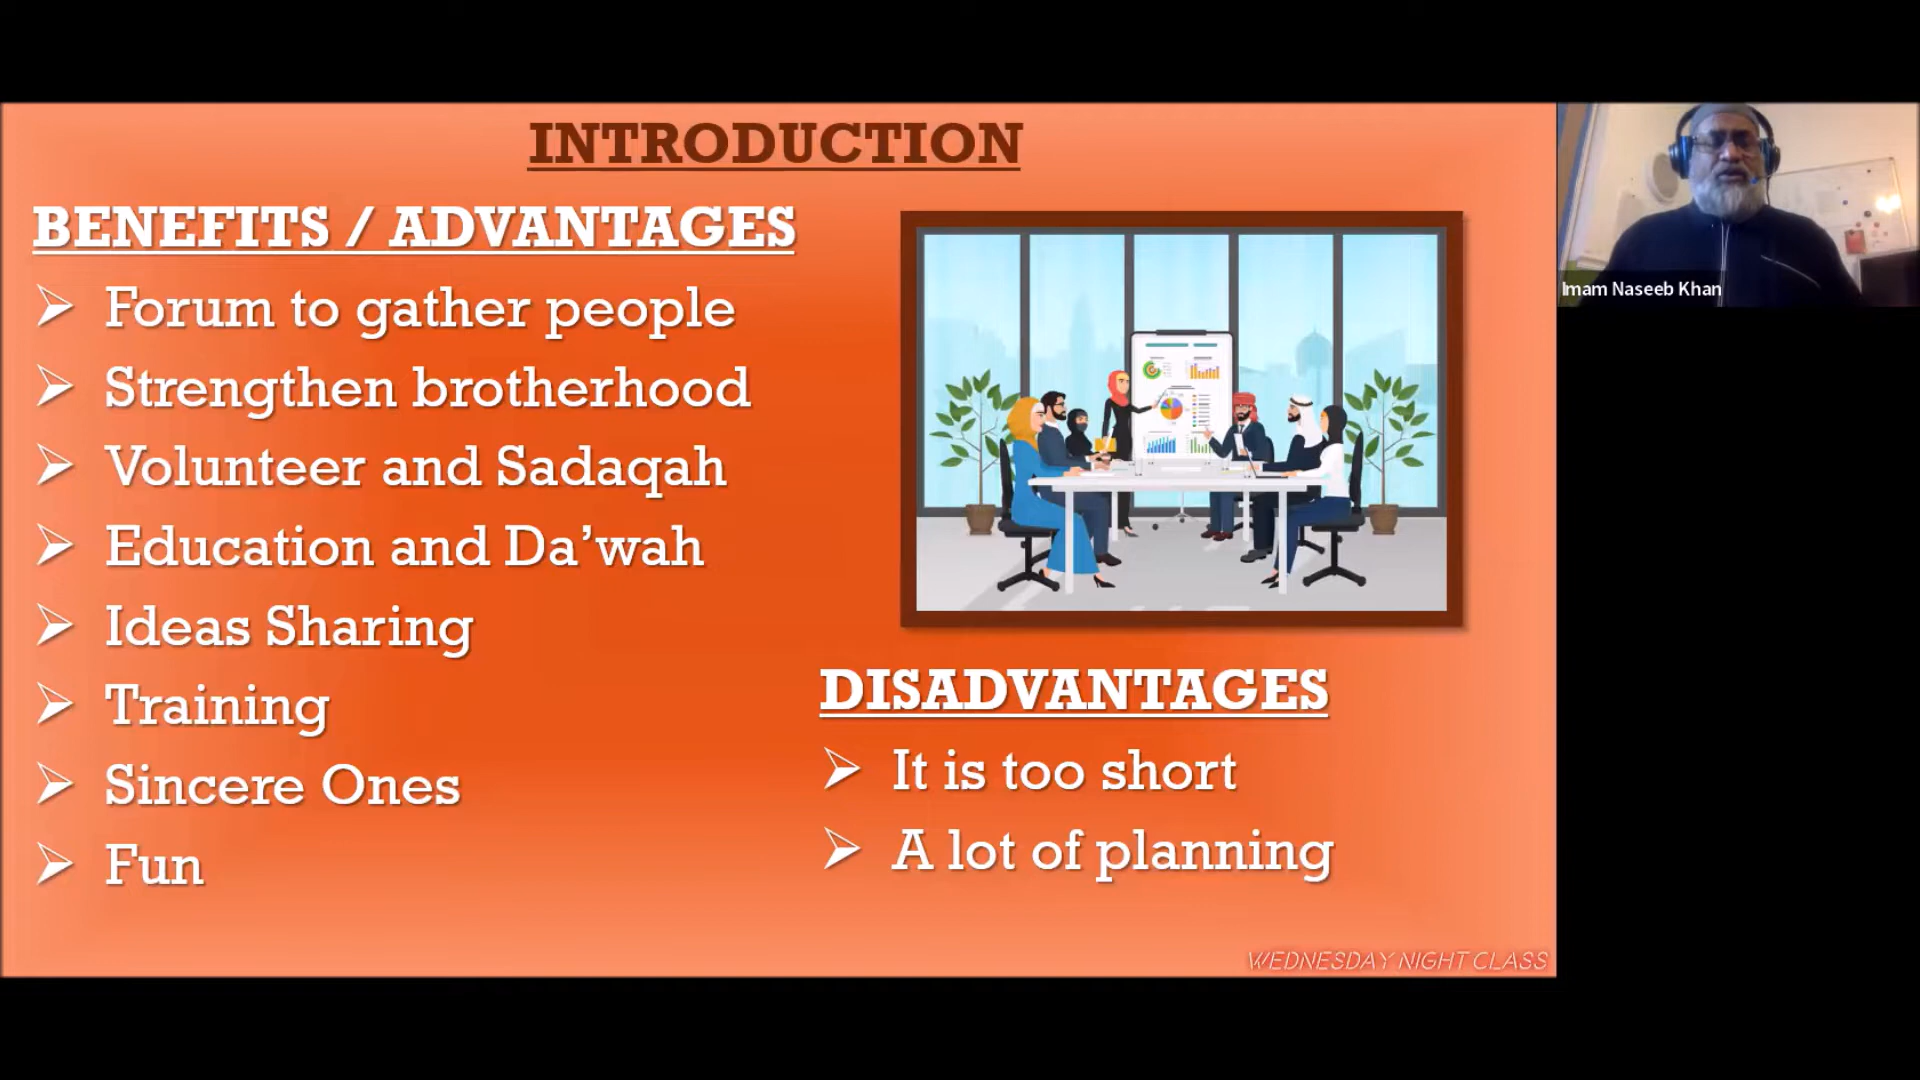 INTRODUCTION
BENEFITS / ADVANTAGES
Forum to gather people
Strengthen brotherhood
Volunteer and Sadaqah
Education and Da’wah
Ideas Sharing
Training
Sincere Ones
Fun
DISADVANTAGES
It is too short
A lot of planning
WEDNESDAY NIGHT CLASS
Imam Naseeb Khan